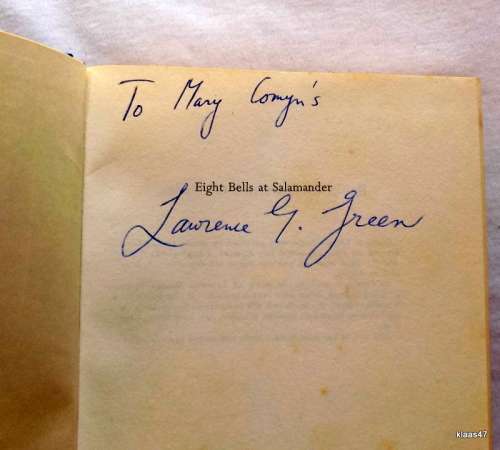 To Mary Comyn's
Eight Bells at Salamander
Lawrence G. Green
klaas47